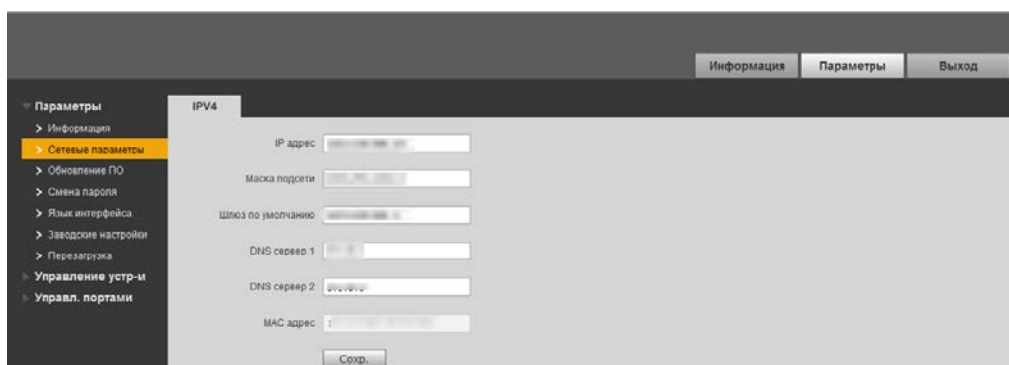 Информация Параметры Выход
Параметры
Информация
Сетевые параметры
Обновление ПО
Смена пароля
Язык интерфейса
Заводские настройки
Перезагрузка
Управление устр-и
Управл. портами
IPV4
IP адрес
Маска подсети
Шлюз по умолчанию
DNS сервер 1
DNS сервер 2
MAC адрес
Сохр.